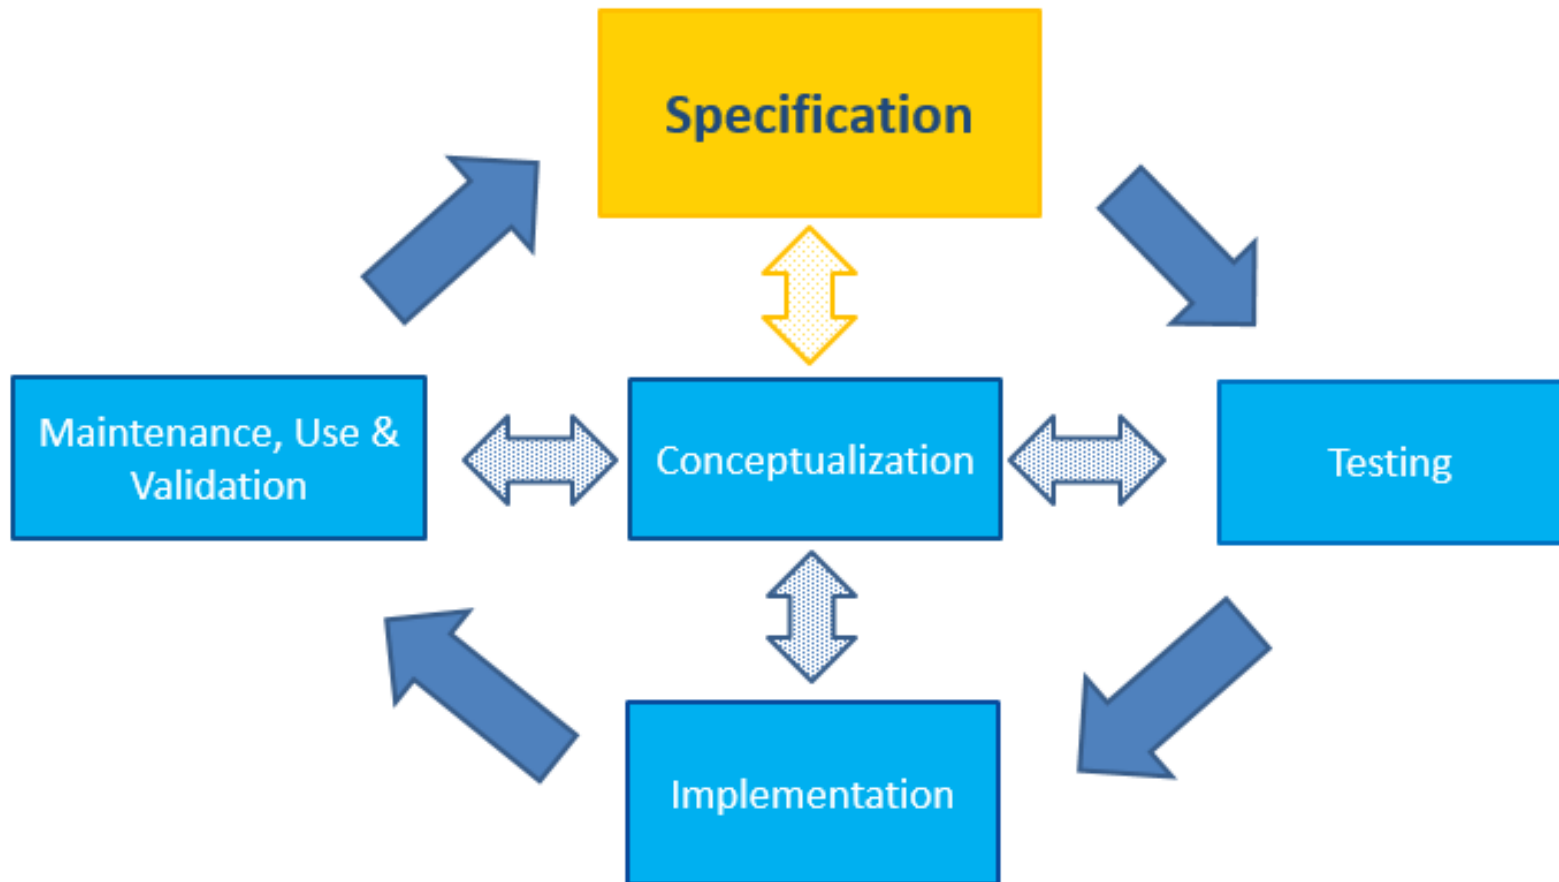 Specification
Maintenance, Use &
Validation
Conceptualization
Testing
Implementation